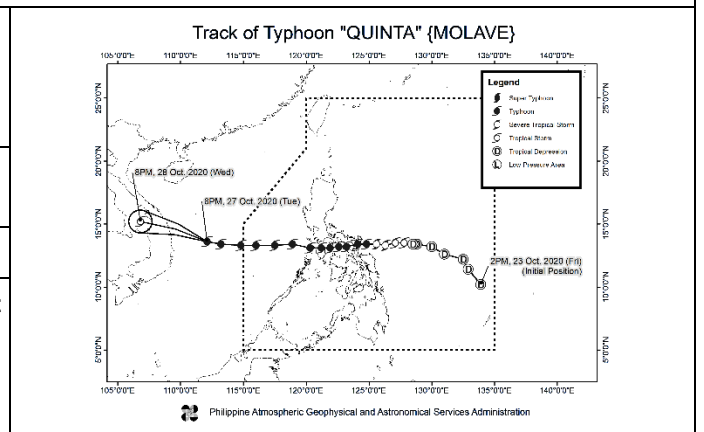 Track of Typhoon "QUINTA" {MOLAVE}
105°0'0"E 110°0'0"E 115°0'0"E 120°0'0"E 125°0'0"E 130°0'0"E 135°0'0"E 140°0'0"E
Legend
Super Typhoon
Typhoon
Severe Tropical Storm
Tropical Storm
Tropical Depression
Low Pressure Area
25°0'0"N 25°0'0"N
20°0'0"N 20°0'0"N
8PM, 28 Oct. 2020 (Wed)
8PM, 27 Oct. 2020 (Tue)
15°0'0"N 15°0'0"N
2PM, 23 Oct. 2020 (Fri)
(Initial Position)
10°0'0"N 10°0'0"N
5°0'0"N 5°0'0"N
105°0'0"E 110°0'0"E 115°0'0"E 120°0'0"E 125°0'0"E 130°0'0"E 135°0'0"E 140°0'0"E
Philippine Atmospheric Geophysical and Astronomical Services Administration